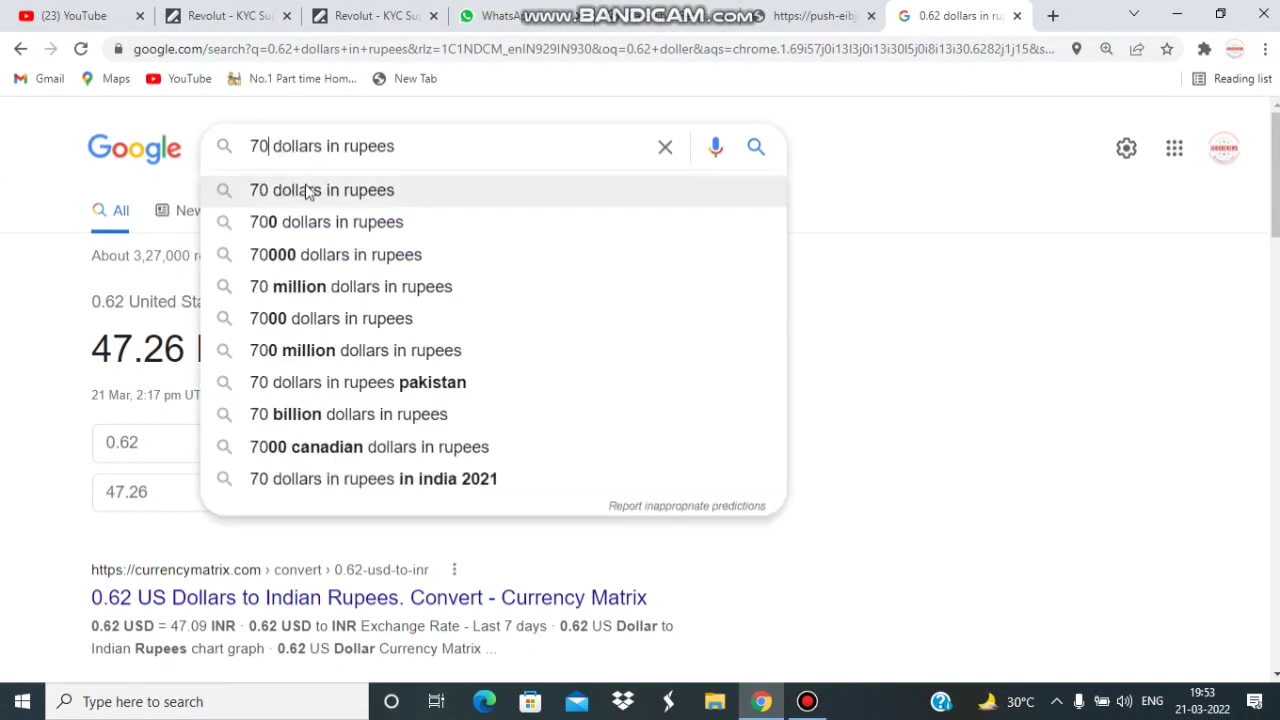 (23) YouTube
Revolut - KYC Su
Revolut - KYC Su
WhatsA
www.BANDICAM.com
https://push-eib
0.62 dollars in ru
google.com/search?q=0.62+dollars+in+rupees&rlz=1C1NDCM_enIN929IN930&oq=0.62+doller&aqs=chrome.1.69i57j0i13l3j0i13i30l5j0i8i13i30.6282j1j15&s...
Gmail
Maps
YouTube
No.1 Part time Hom...
New Tab
Reading list
Google
70 dollars in rupees
70 dollars in rupees
All
New
700 dollars in rupees
About 3,27,000 r
70000 dollars in rupees
70 million dollars in rupees
0.62 United Sta
7000 dollars in rupees
47.26
700 million dollars in rupees
21 Mar, 2:17 pm UT
70 dollars in rupees pakistan
70 billion dollars in rupees
0.62
7000 canadian dollars in rupees
70 dollars in rupees in india 2021
47.26
Report inappropriate predictions
https://currencymatrix.com › convert › 0.62-usd-to-inr
0.62 US Dollars to Indian Rupees. Convert - Currency Matrix
0.62 USD = 47.09 INR · 0.62 USD to INR Exchange Rate - Last 7 days · 0.62 US Dollar to
Indian Rupees chart graph · 0.62 US Dollar Currency Matrix ...
Type here to search
30°C
ENG
19:53
21-03-2022